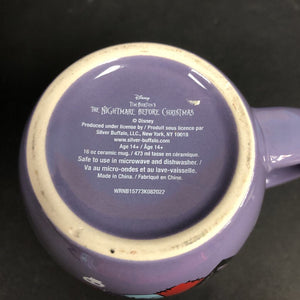 Disney
Tim Burton's
THE NIGHTMARE BEFORE CHRISTMAS
© Disney
Produced under license by / Produit sous licence par
Silver Buffalo, LLC., New York, NY 10018
www.silver-buffalo.com
Age 14+ / Âge 14+
16 oz ceramic mug. / 473 ml tasse en céramique.
Safe to use in microwave and dishwasher. /
Va au micro-ondes et au lave-vaisselle.
Made in China. / Fabriqué en Chine.
WRNB15773K082022